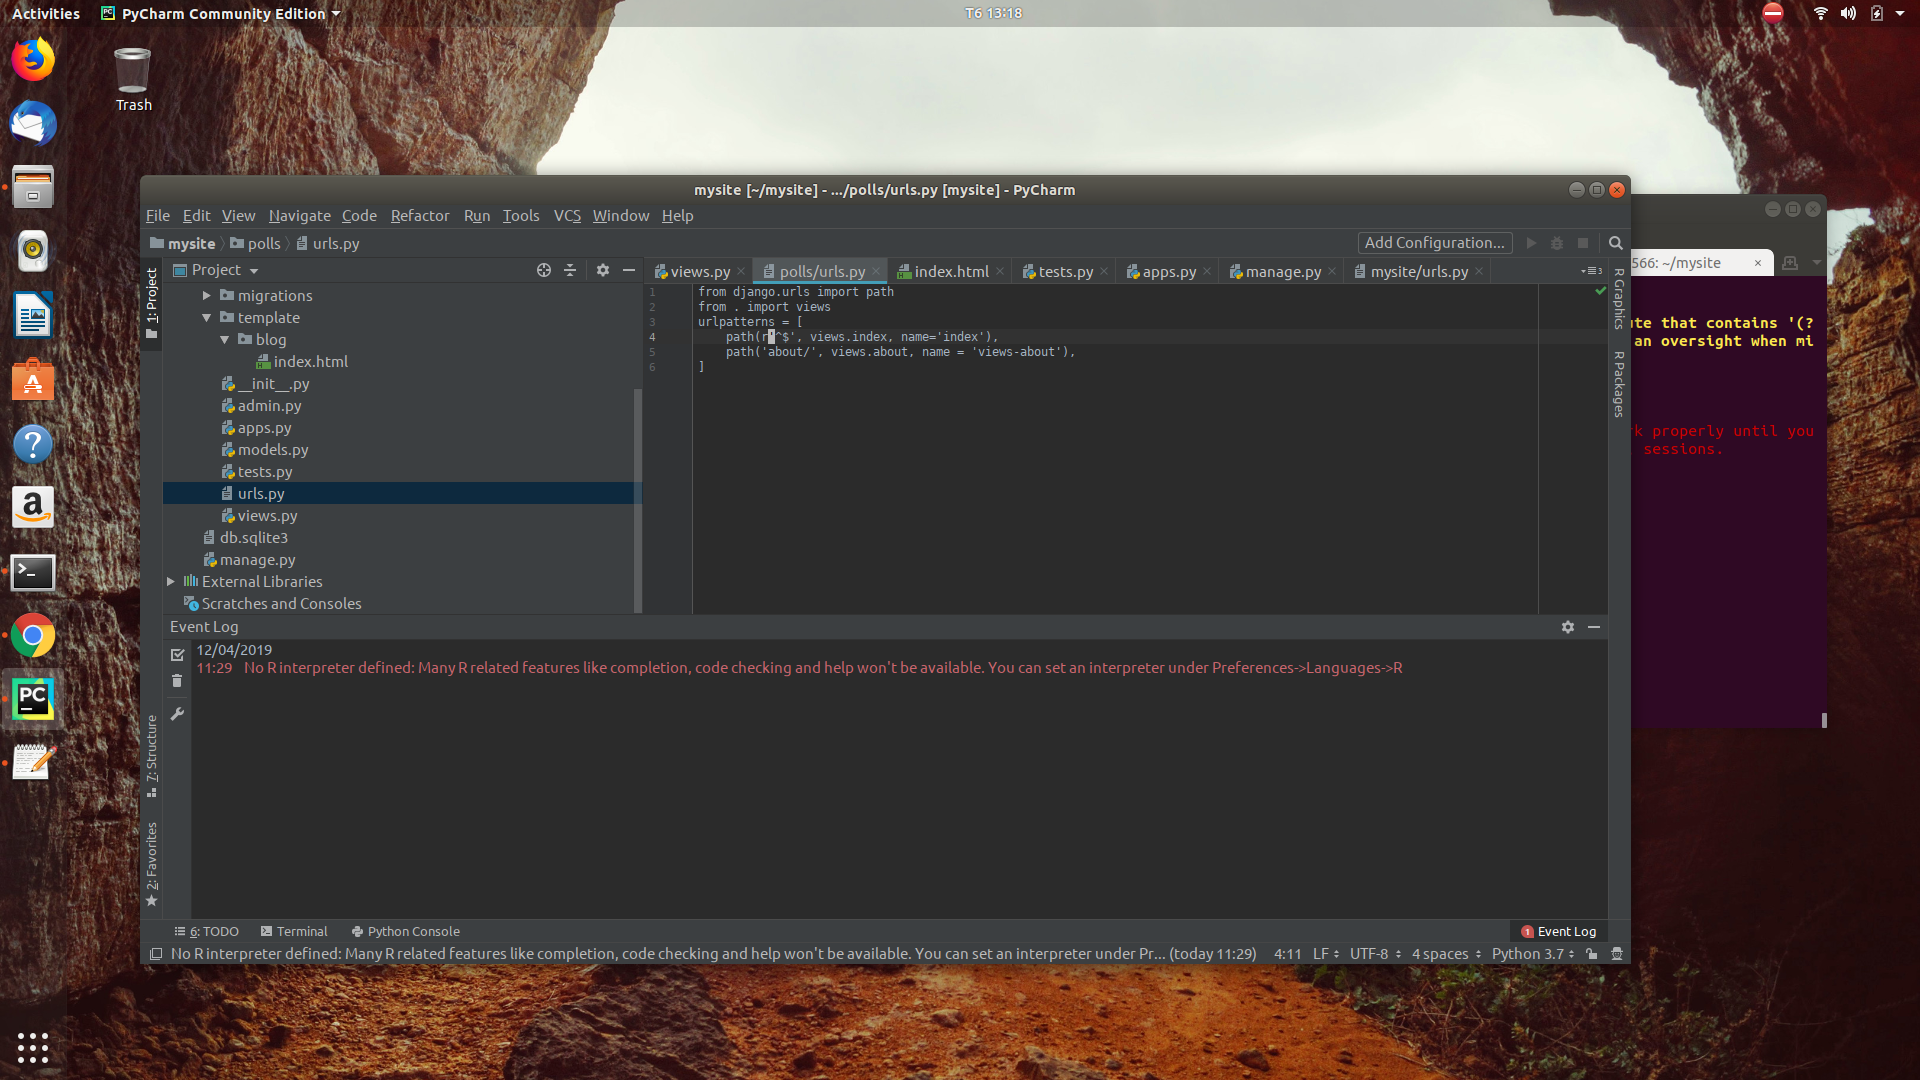 Activities
PyCharm Community Edition
T6 13:18
Trash
mysite [~/mysite] - .../polls/urls.py [mysite] - PyCharm
File Edit View Navigate Code Refactor Run Tools VCS Window Help
mysite polls urls.py
Add Configuration...
Project
1: Project
migrations
template
blog
index.html
__init__.py
admin.py
apps.py
models.py
tests.py
urls.py
views.py
db.sqlite3
manage.py
External Libraries
Scratches and Consoles
views.py polls/urls.py index.html tests.py apps.py manage.py mysite/urls.py
1 from django.urls import path
2 from . import views
3 urlpatterns = [
4 path(r'^$', views.index, name='index'),
5 path('about/', views.about, name = 'views-about'),
6 ]
R Graphics
R Packages
566: ~/mysite
ute that contains '(?
an oversight when mi
k properly until you
sessions.
Event Log
12/04/2019
11:29 No R interpreter defined: Many R related features like completion, code checking and help won't be available. You can set an interpreter under Preferences->Languages->R
7: Structure
2: Favorites
6: TODO Terminal Python Console
1 Event Log
No R interpreter defined: Many R related features like completion, code checking and help won't be available. You can set an interpreter under Pr... (today 11:29) 4:11 LF UTF-8 4 spaces Python 3.7